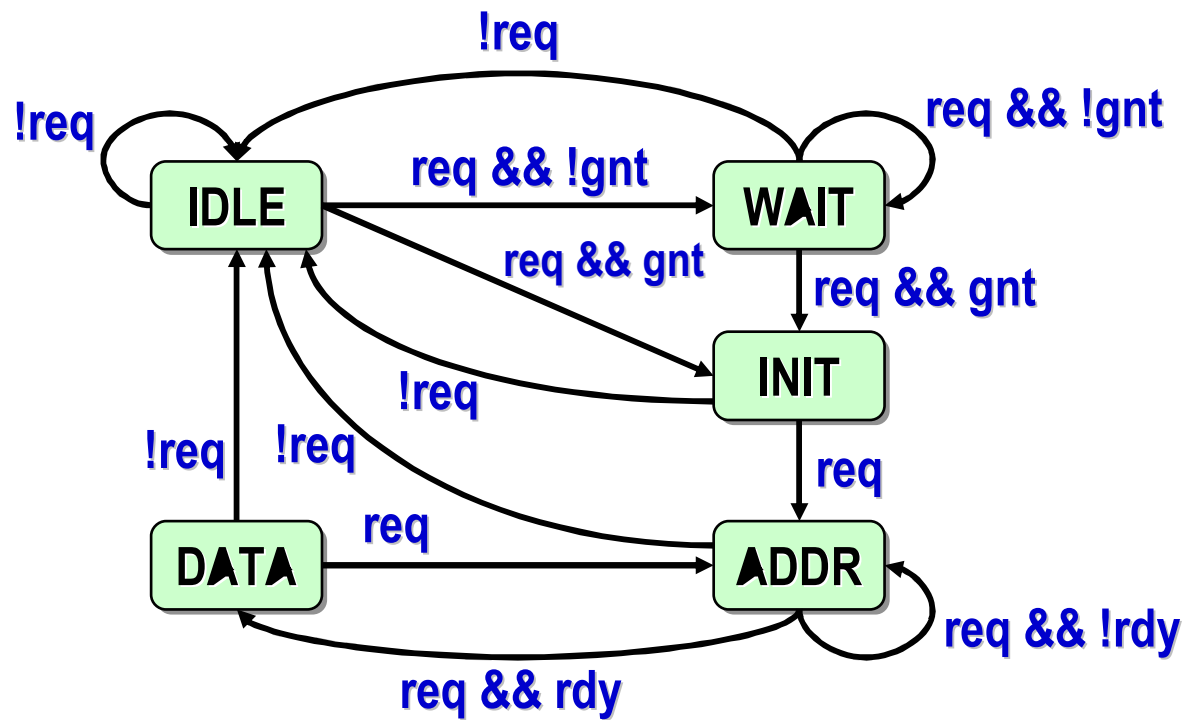 !req
!req
req && !gnt
req && !gnt
IDLE
WAIT
req && gnt
req && gnt
INIT
!req
!req
!req
req
req
DATA
ADDR
req && !rdy
req && rdy